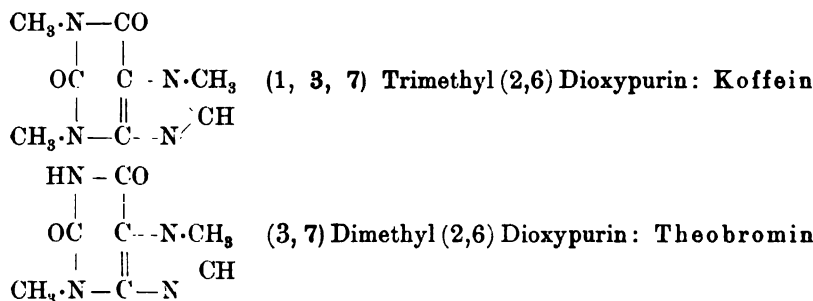 CH₃·N—CO
OC C - N·CH₃ (1, 3, 7) Trimethyl (2,6) Dioxypurin: Koffein
CH
CH₃·N—C--N
HN – CO
OC C---N·CH₃ (3, 7) Dimethyl (2,6) Dioxypurin: Theobromin
CH
CH₃·N—C—N